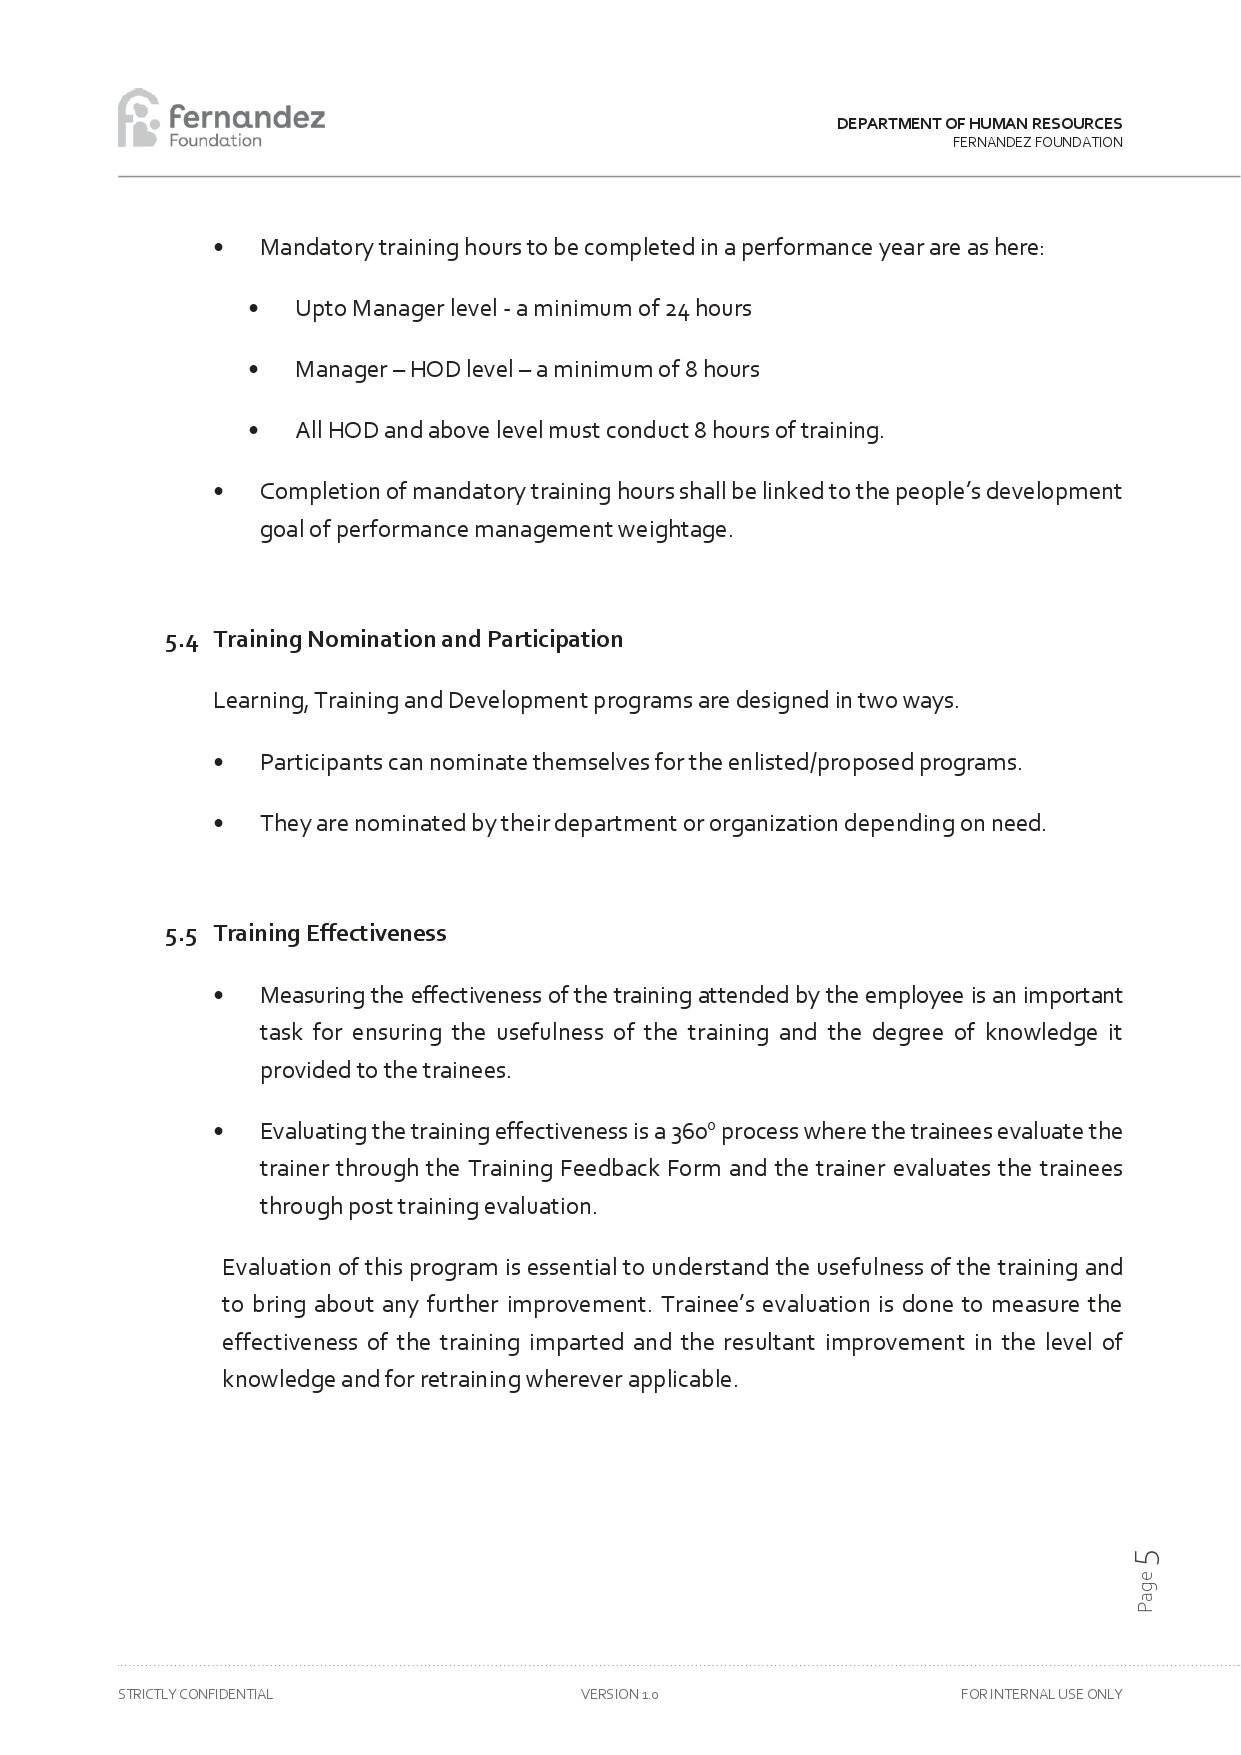 fernandez
Foundation
DEPARTMENT OF HUMAN RESOURCES
FERNANDEZ FOUNDATION
• Mandatory training hours to be completed in a performance year are as here:
• Upto Manager level - a minimum of 24 hours
• Manager – HOD level – a minimum of 8 hours
• All HOD and above level must conduct 8 hours of training.
• Completion of mandatory training hours shall be linked to the people’s development
goal of performance management weightage.
5.4 Training Nomination and Participation
Learning, Training and Development programs are designed in two ways.
• Participants can nominate themselves for the enlisted/proposed programs.
• They are nominated by their department or organization depending on need.
5.5 Training Effectiveness
• Measuring the effectiveness of the training attended by the employee is an important
task for ensuring the usefulness of the training and the degree of knowledge it
provided to the trainees.
• Evaluating the training effectiveness is a 360⁰ process where the trainees evaluate the
trainer through the Training Feedback Form and the trainer evaluates the trainees
through post training evaluation.
Evaluation of this program is essential to understand the usefulness of the training and
to bring about any further improvement. Trainee’s evaluation is done to measure the
effectiveness of the training imparted and the resultant improvement in the level of
knowledge and for retraining wherever applicable.
Page 5
STRICTLY CONFIDENTIAL
VERSION 1.0
FOR INTERNAL USE ONLY